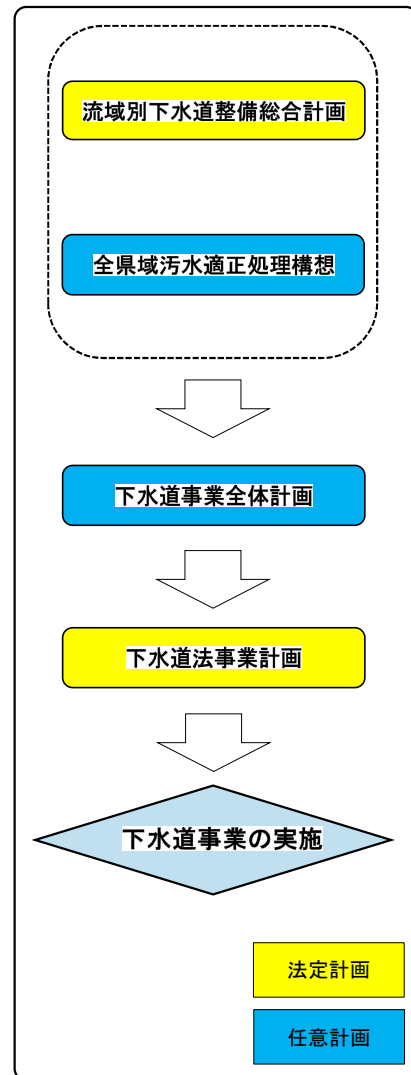 流域別下水道整備総合計画
全県域汚水適正処理構想
下水道事業全体計画
下水道法事業計画
下水道事業の実施
法定計画
任意計画